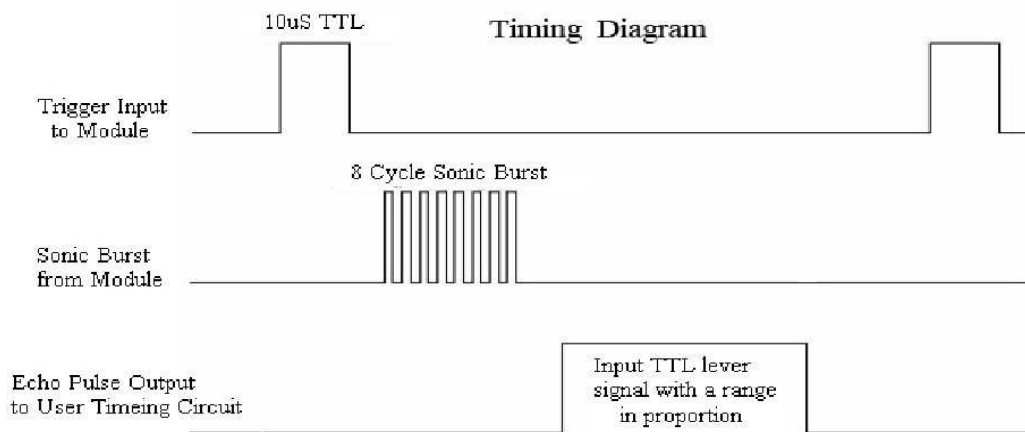 10uS TTL
Timing Diagram
Trigger Input
to Module
8 Cycle Sonic Burst
Sonic Burst
from Module
Echo Pulse Output
to User Timeing Circuit
Input TTL lever
signal with a range
in proportion